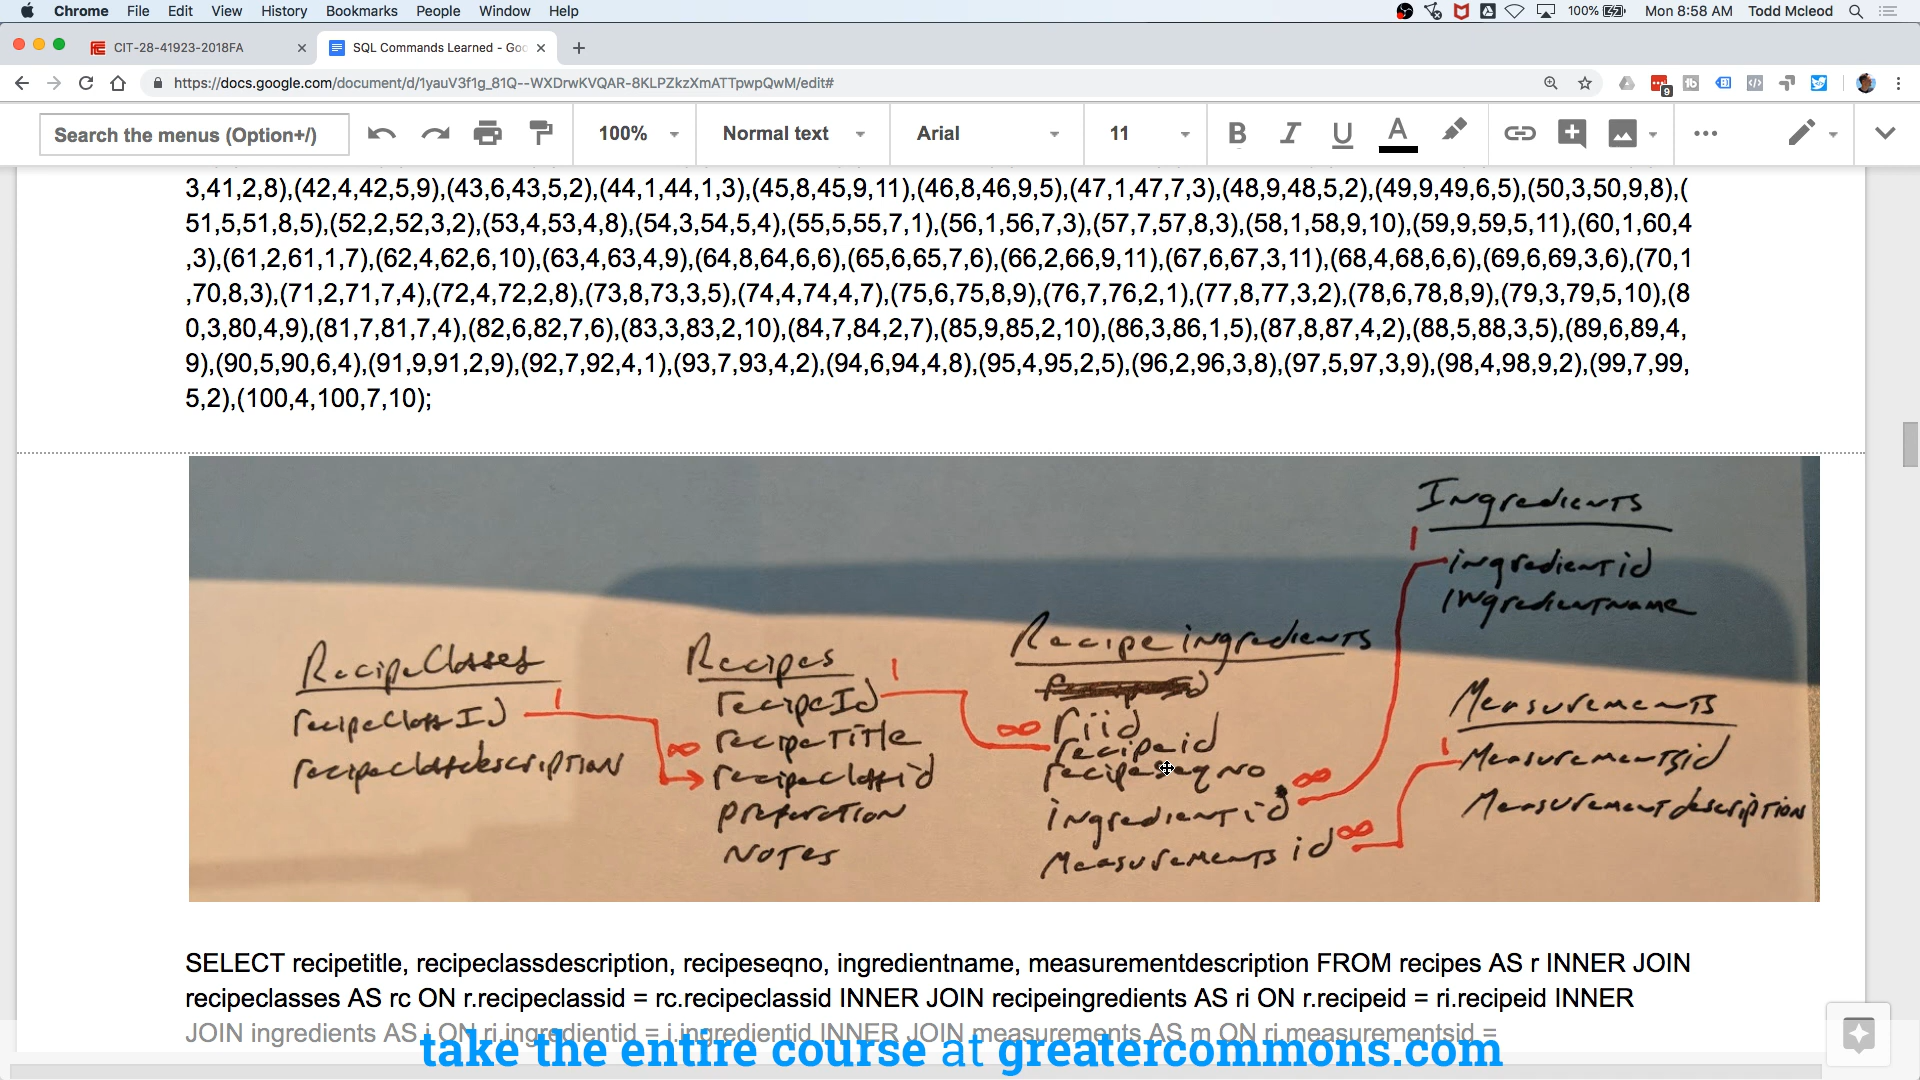 Chrome File Edit View History Bookmarks People Window Help 100% Mon 8:58 AM Todd Mcleod
CIT-28-41923-2018FA
SQL Commands Learned - Goo
https://docs.google.com/document/d/1yauV3f1g_81Q--WXDrwKVQAR-8KLPZkzXmATTpwpQwM/edit#
9
Search the menus (Option+/) 100% Normal text Arial 11 B I U A
3,41,2,8),(42,4,42,5,9),(43,6,43,5,2),(44,1,44,1,3),(45,8,45,9,11),(46,8,46,9,5),(47,1,47,7,3),(48,9,48,5,2),(49,9,49,6,5),(50,3,50,9,8),(
51,5,51,8,5),(52,2,52,3,2),(53,4,53,4,8),(54,3,54,5,4),(55,5,55,7,1),(56,1,56,7,3),(57,7,57,8,3),(58,1,58,9,10),(59,9,59,5,11),(60,1,60,4
,3),(61,2,61,1,7),(62,4,62,6,10),(63,4,63,4,9),(64,8,64,6,6),(65,6,65,7,6),(66,2,66,9,11),(67,6,67,3,11),(68,4,68,6,6),(69,6,69,3,6),(70,1
,70,8,3),(71,2,71,7,4),(72,4,72,2,8),(73,8,73,3,5),(74,4,74,4,7),(75,6,75,8,9),(76,7,76,2,1),(77,8,77,3,2),(78,6,78,8,9),(79,3,79,5,10),(8
0,3,80,4,9),(81,7,81,7,4),(82,6,82,7,6),(83,3,83,2,10),(84,7,84,2,7),(85,9,85,2,10),(86,3,86,1,5),(87,8,87,4,2),(88,5,88,3,5),(89,6,89,4,
9),(90,5,90,6,4),(91,9,91,2,9),(92,7,92,4,1),(93,7,93,4,2),(94,6,94,4,8),(95,4,95,2,5),(96,2,96,3,8),(97,5,97,3,9),(98,4,98,9,2),(99,7,99,
5,2),(100,4,100,7,10);
RecipeClasses
recipeClassID
recipeclassdescription
1
Recipes
recipeId
recipeTitle
recipeclassid
preparation
Notes
∞
1
Recipeingredients
riid
recipeid
recipeseqno
ingredientid
Measurementsid
∞
∞
∞
Ingredients
ingredientid
ingredientname
1
Measurements
Measurementsid
Measurementdescription
1
SELECT recipetitle, recipeclassdescription, recipeseqno, ingredientname, measurementdescription FROM recipes AS r INNER JOIN
recipeclasses AS rc ON r.recipeclassid = rc.recipeclassid INNER JOIN recipeingredients AS ri ON r.recipeid = ri.recipeid INNER
JOIN ingredients AS i ON ri.ingredientid = i.ingredientid INNER JOIN measurements AS m ON ri.measurementsid =
take the entire course at greatercommons.com